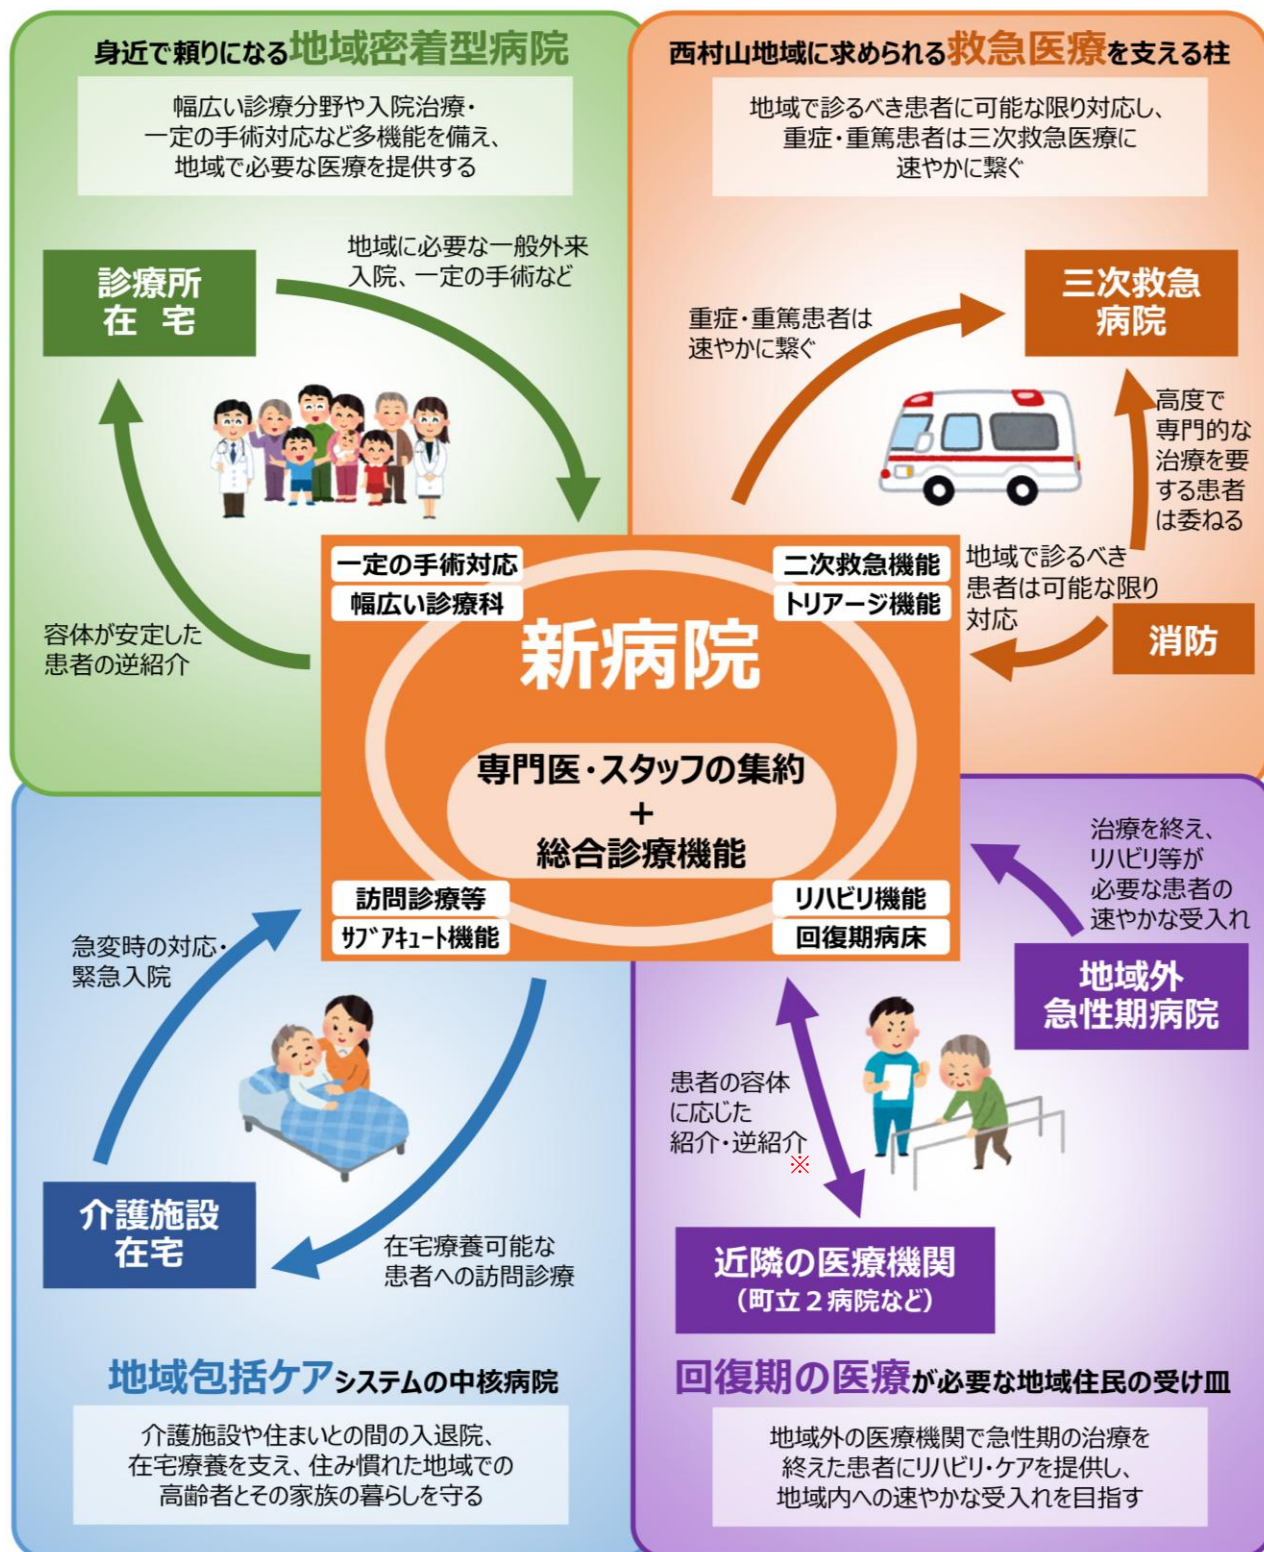 身近で頼りになる地域密着型病院
幅広い診療分野や入院治療・
一定の手術対応など多機能を備え、
地域で必要な医療を提供する
診療所
在　宅
地域に必要な一般外来
入院、一定の手術など
容体が安定した
患者の逆紹介
西村山地域に求められる救急医療を支える柱
地域で診るべき患者に可能な限り対応し、
重症・重篤患者は三次救急医療に
速やかに繋ぐ
三次救急
病院
重症・重篤患者は
速やかに繋ぐ
高度で
専門的な
治療を要
する患者
は委ねる
地域で診るべき
患者は可能な限り
対応
消防
一定の手術対応
幅広い診療科
二次救急機能
トリアージ機能
新病院
専門医・スタッフの集約
+
総合診療機能
訪問診療等
ｻﾌﾞｱｷｭｰﾄ機能
リハビリ機能
回復期病床
急変時の対応・
緊急入院
介護施設
在宅
在宅療養可能な
患者への訪問診療
地域包括ケアシステムの中核病院
介護施設や住まいとの間の入退院、
在宅療養を支え、住み慣れた地域での
高齢者とその家族の暮らしを守る
治療を終え、
リハビリ等が
必要な患者の
速やかな受入れ
地域外
急性期病院
患者の容体
に応じた
紹介・逆紹介
※
近隣の医療機関
（町立２病院など）
回復期の医療が必要な地域住民の受け皿
地域外の医療機関で急性期の治療を
終えた患者にリハビリ・ケアを提供し、
地域内への速やかな受入れを目指す